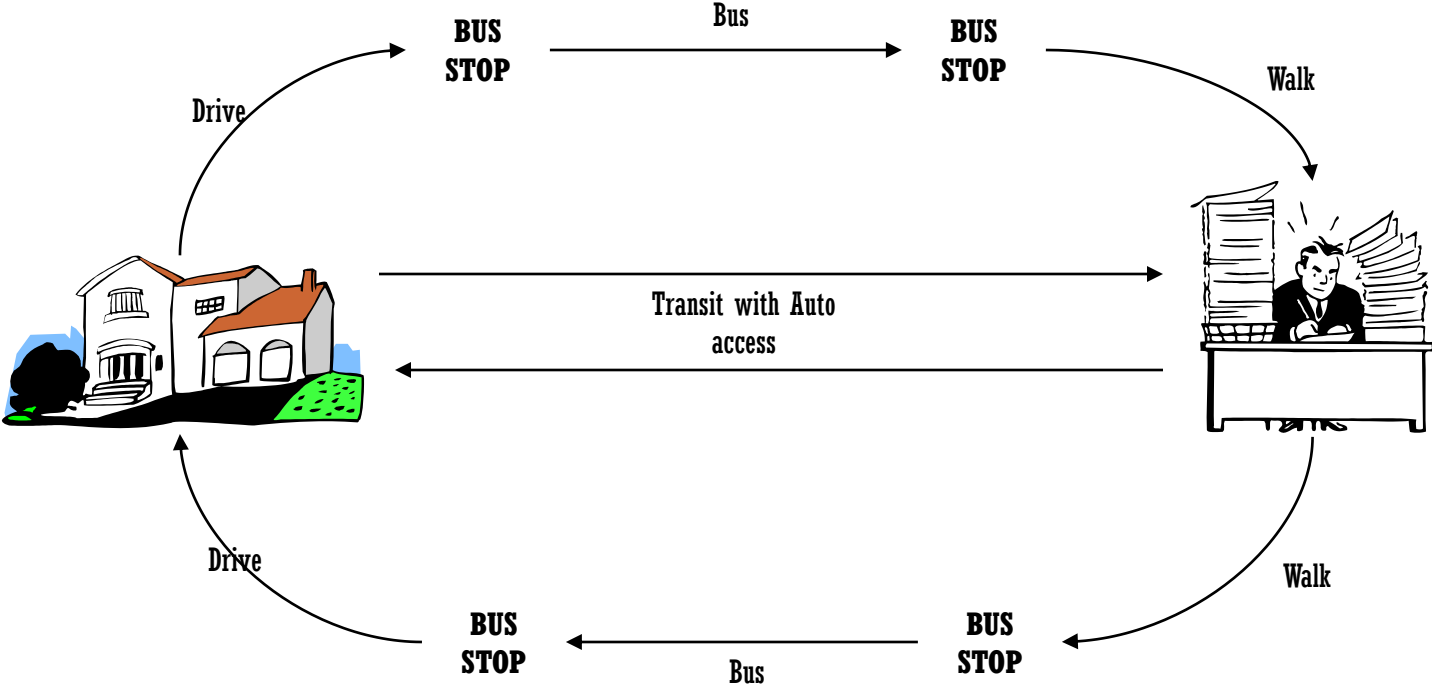 Bus
BUS
STOP
BUS
STOP
Walk
Drive
Transit with Auto
access
Drive
Walk
BUS
STOP
BUS
STOP
Bus